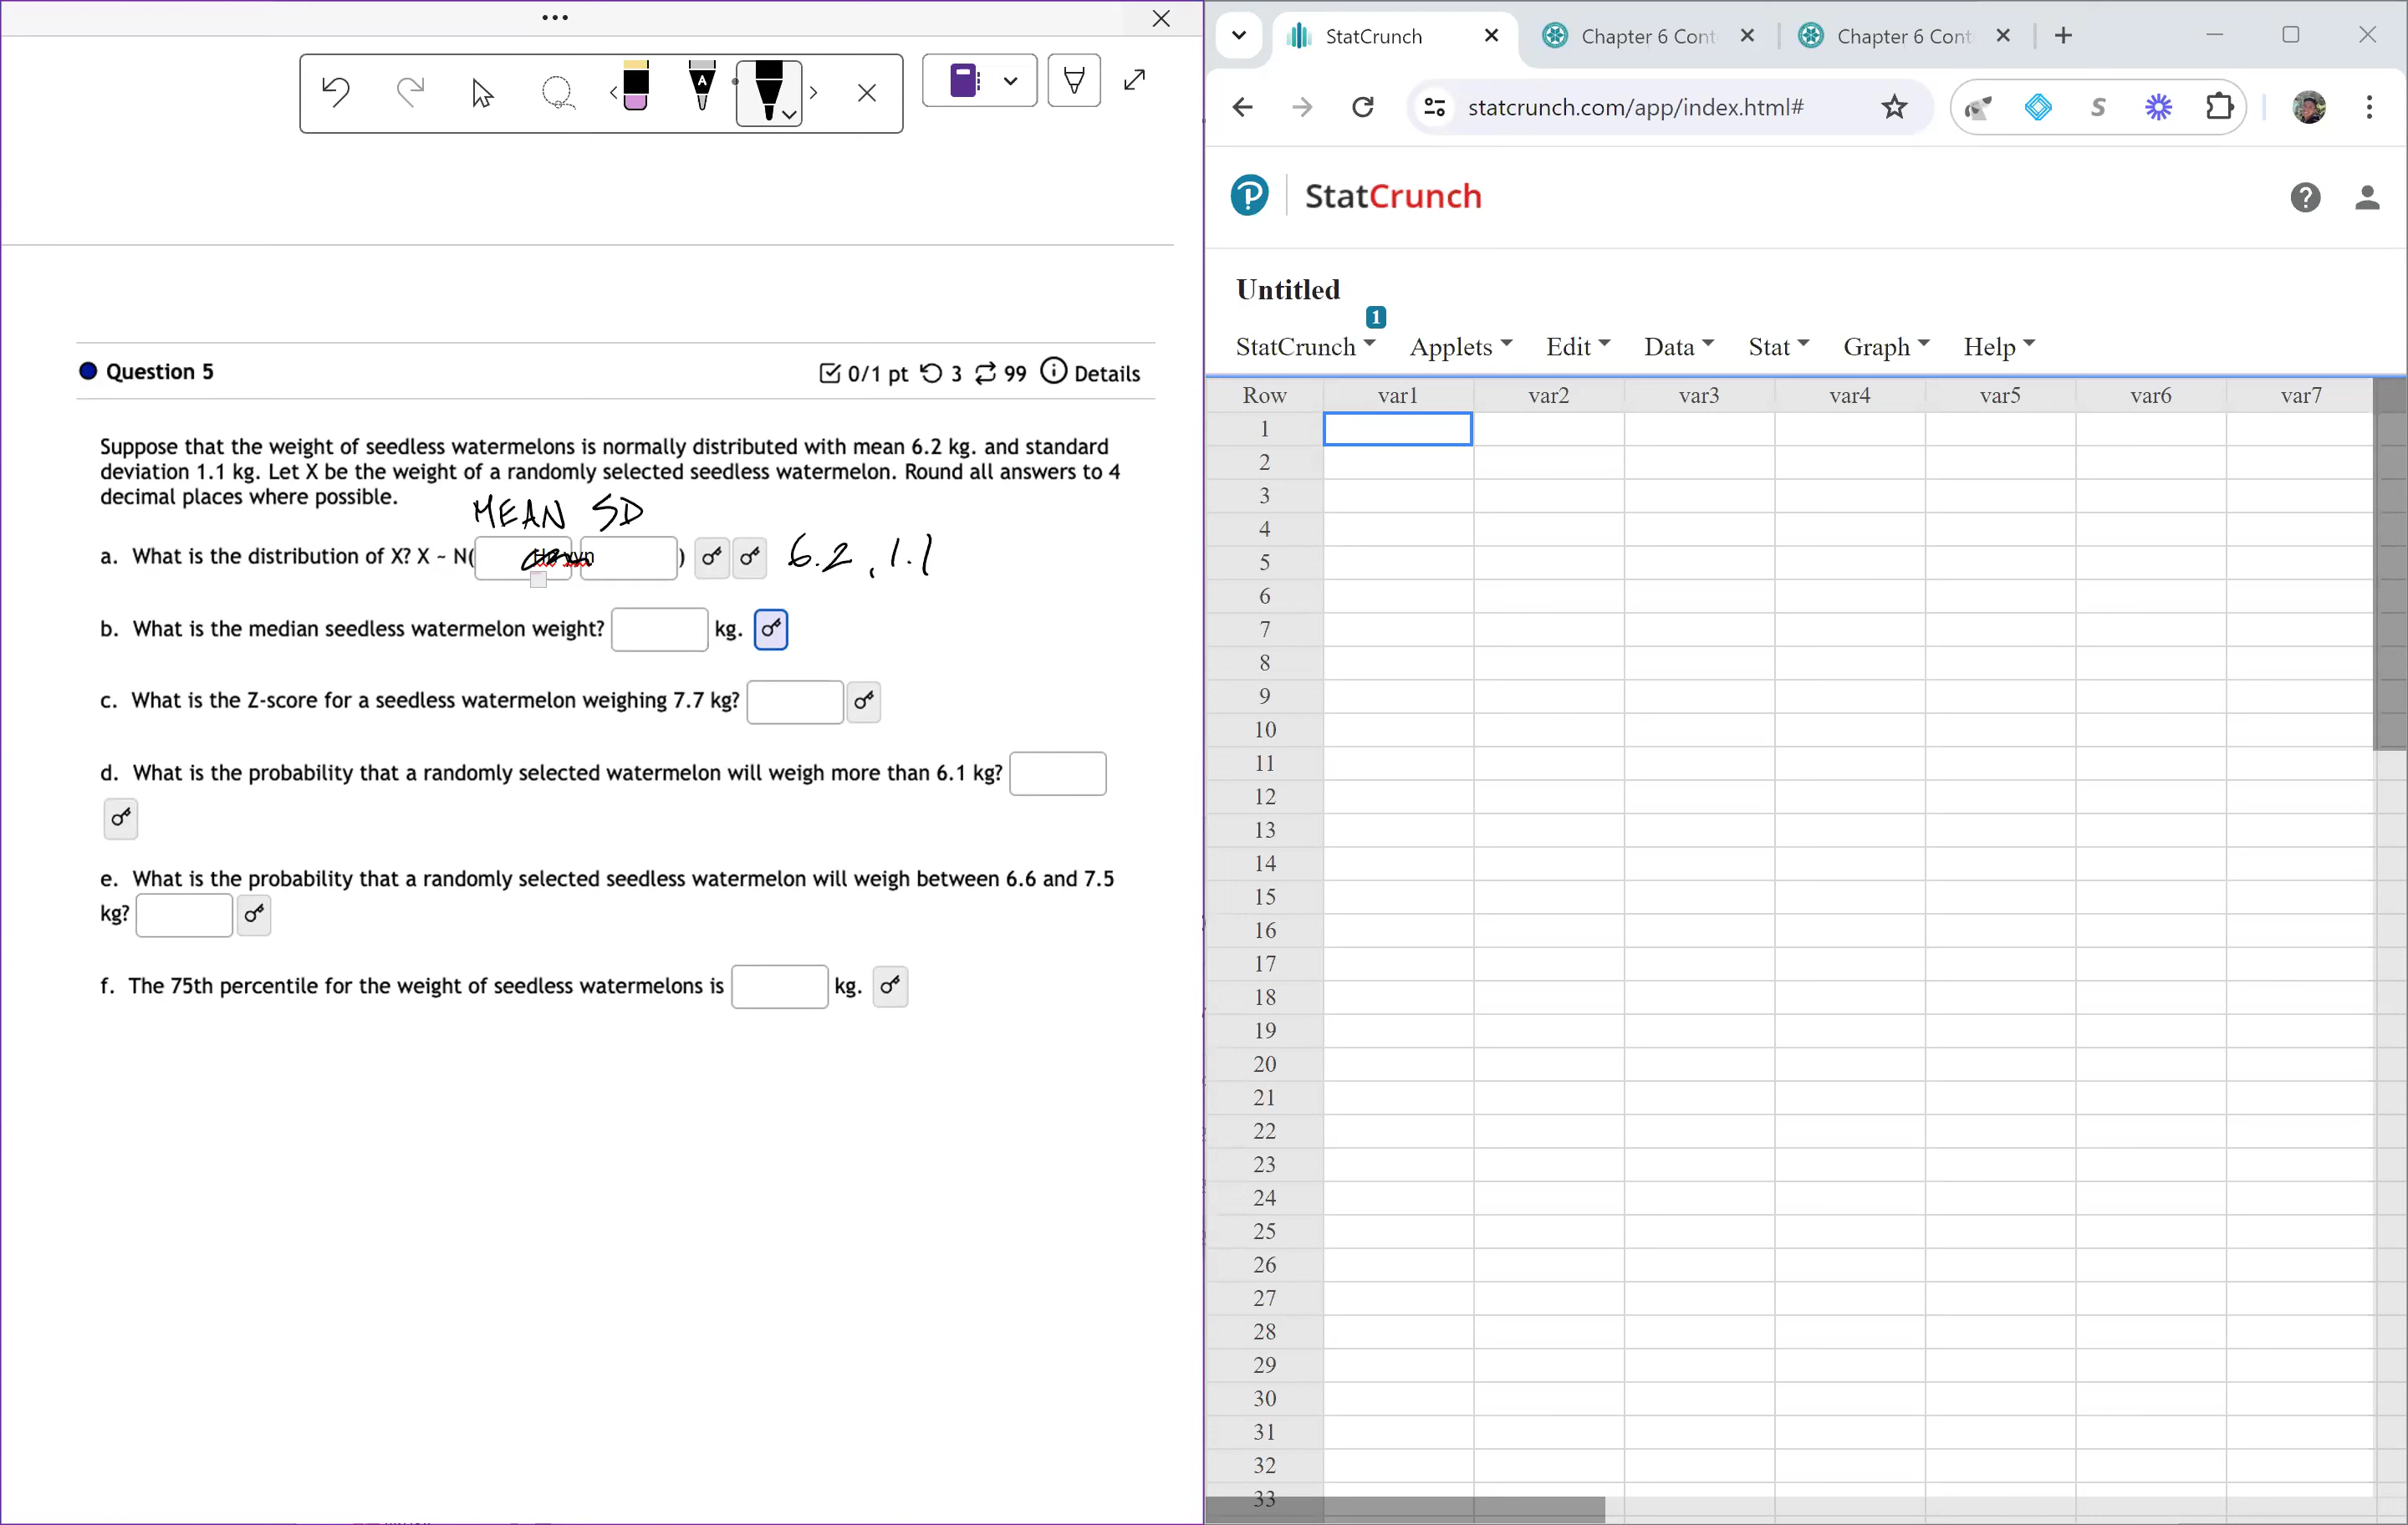 StatCrunch
Chapter 6 Cont
Chapter 6 Cont
statcrunch.com/app/index.html#
StatCrunch
Untitled
1
StatCrunch Applets Edit Data Stat Graph Help
Row var1 var2 var3 var4 var5 var6 var7
1
2
3
4
5
6
7
8
9
10
11
12
13
14
15
16
17
18
19
20
21
22
23
24
25
26
27
28
29
30
31
32
33
Question 5
0/1 pt 3 99 Details
Suppose that the weight of seedless watermelons is normally distributed with mean 6.2 kg. and standard
deviation 1.1 kg. Let X be the weight of a randomly selected seedless watermelon. Round all answers to 4
decimal places where possible.
MEAN SD
a. What is the distribution of X? X ~ N( ) 6.2, 1.1
b. What is the median seedless watermelon weight? kg.
c. What is the Z-score for a seedless watermelon weighing 7.7 kg?
d. What is the probability that a randomly selected watermelon will weigh more than 6.1 kg?
e. What is the probability that a randomly selected seedless watermelon will weigh between 6.6 and 7.5
kg?
f. The 75th percentile for the weight of seedless watermelons is kg.